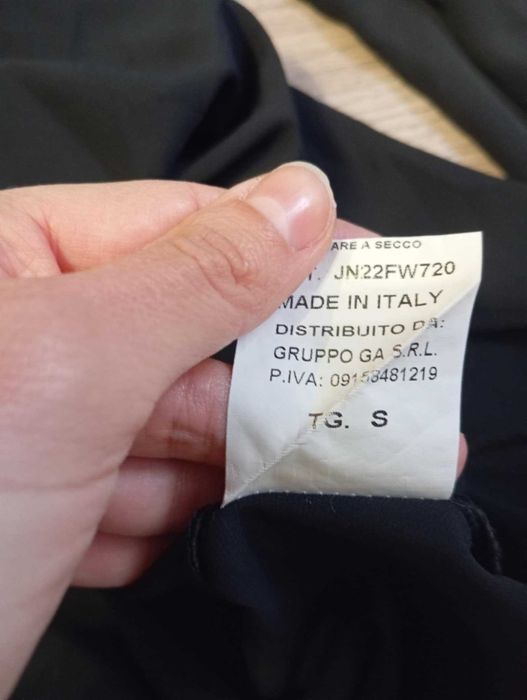 ARE A SECCO
JN22FW720
MADE IN ITALY
DISTRIBUITO DA:
GRUPPO GA S.R.L.
P.IVA: 09158481219
TG. S